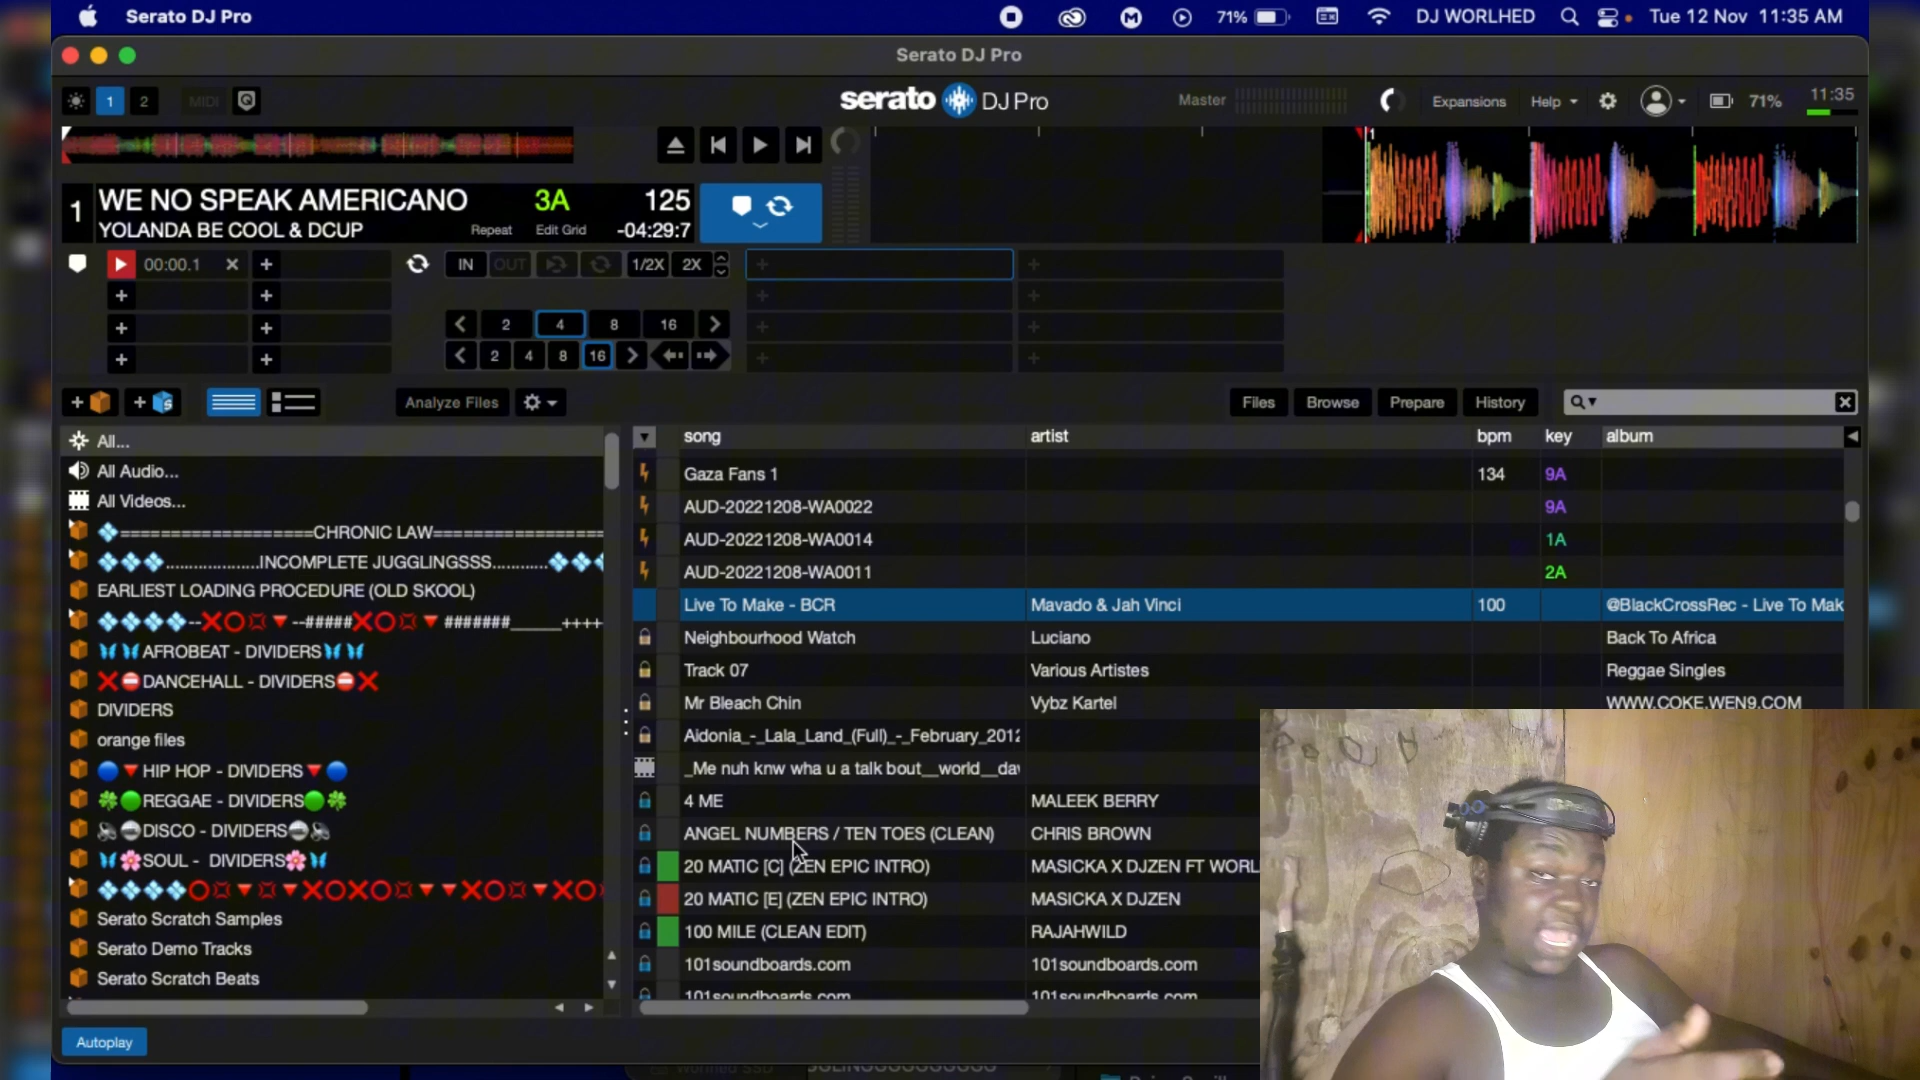 Serato DJ Pro
71%
DJ WORLHED
Tue 12 Nov 11:35 AM
Serato DJ Pro
1 2 MIDI
serato DJ Pro
Master
Expansions
Help
71%
11:35
1 WE NO SPEAK AMERICANO 3A 125
YOLANDA BE COOL & DCUP Repeat Edit Grid -04:29:7
1
00:00.1
IN OUT 1/2X 2X
2 4 8 16
2 4 8 16
Analyze Files
Files Browse Prepare History
All...
All Audio...
All Videos...
====================CHRONIC LAW==================
....................INCOMPLETE JUGGLINGSSS...........
EARLIEST LOADING PROCEDURE (OLD SKOOL)
--❌⭕💢🔻--#####❌⭕💢🔻#######______++++
AFROBEAT - DIVIDERS
DANCEHALL - DIVIDERS
DIVIDERS
orange files
HIP HOP - DIVIDERS
REGGAE - DIVIDERS
DISCO - DIVIDERS
SOUL - DIVIDERS
Serato Scratch Samples
Serato Demo Tracks
Serato Scratch Beats
Autoplay
song artist bpm key album
Gaza Fans 1 134 9A
AUD-20221208-WA0022 9A
AUD-20221208-WA0014 1A
AUD-20221208-WA0011 2A
Live To Make - BCR Mavado & Jah Vinci 100 @BlackCrossRec - Live To Mak
Neighbourhood Watch Luciano Back To Africa
Track 07 Various Artistes Reggae Singles
Mr Bleach Chin Vybz Kartel WWW.COKE.WEN9.COM
Aidonia_-_Lala_Land_(Full)_-_February_2012
_Me nuh knw wha u a talk bout__world__da
4 ME MALEEK BERRY
ANGEL NUMBERS / TEN TOES (CLEAN) CHRIS BROWN
20 MATIC [C] (ZEN EPIC INTRO) MASICKA X DJZEN FT WORL
20 MATIC [E] (ZEN EPIC INTRO) MASICKA X DJZEN
100 MILE (CLEAN EDIT) RAJAHWILD
101soundboards.com 101soundboards.com
101soundboards.com 101soundboards.com